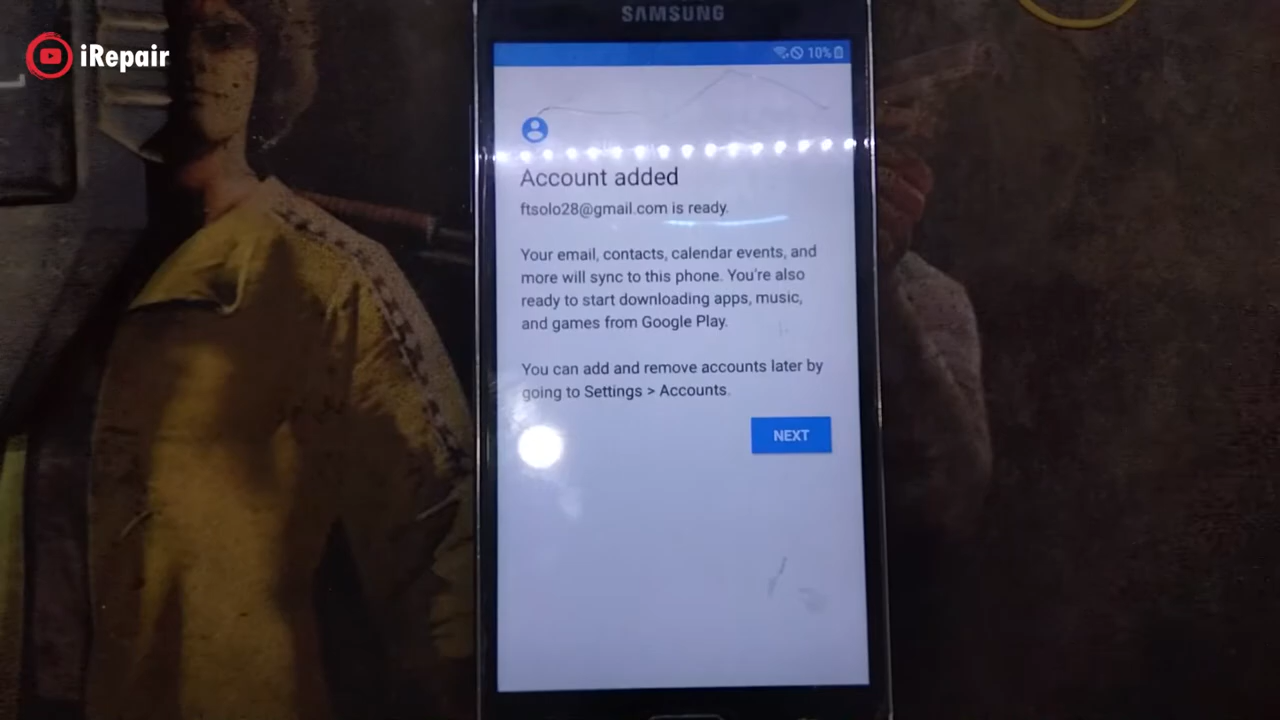 iRepair
SAMSUNG
10%
Account added
ftsolo28@gmail.com is ready.
Your email, contacts, calendar events, and
more will sync to this phone. You're also
ready to start downloading apps, music,
and games from Google Play.
You can add and remove accounts later by
going to Settings > Accounts.
NEXT